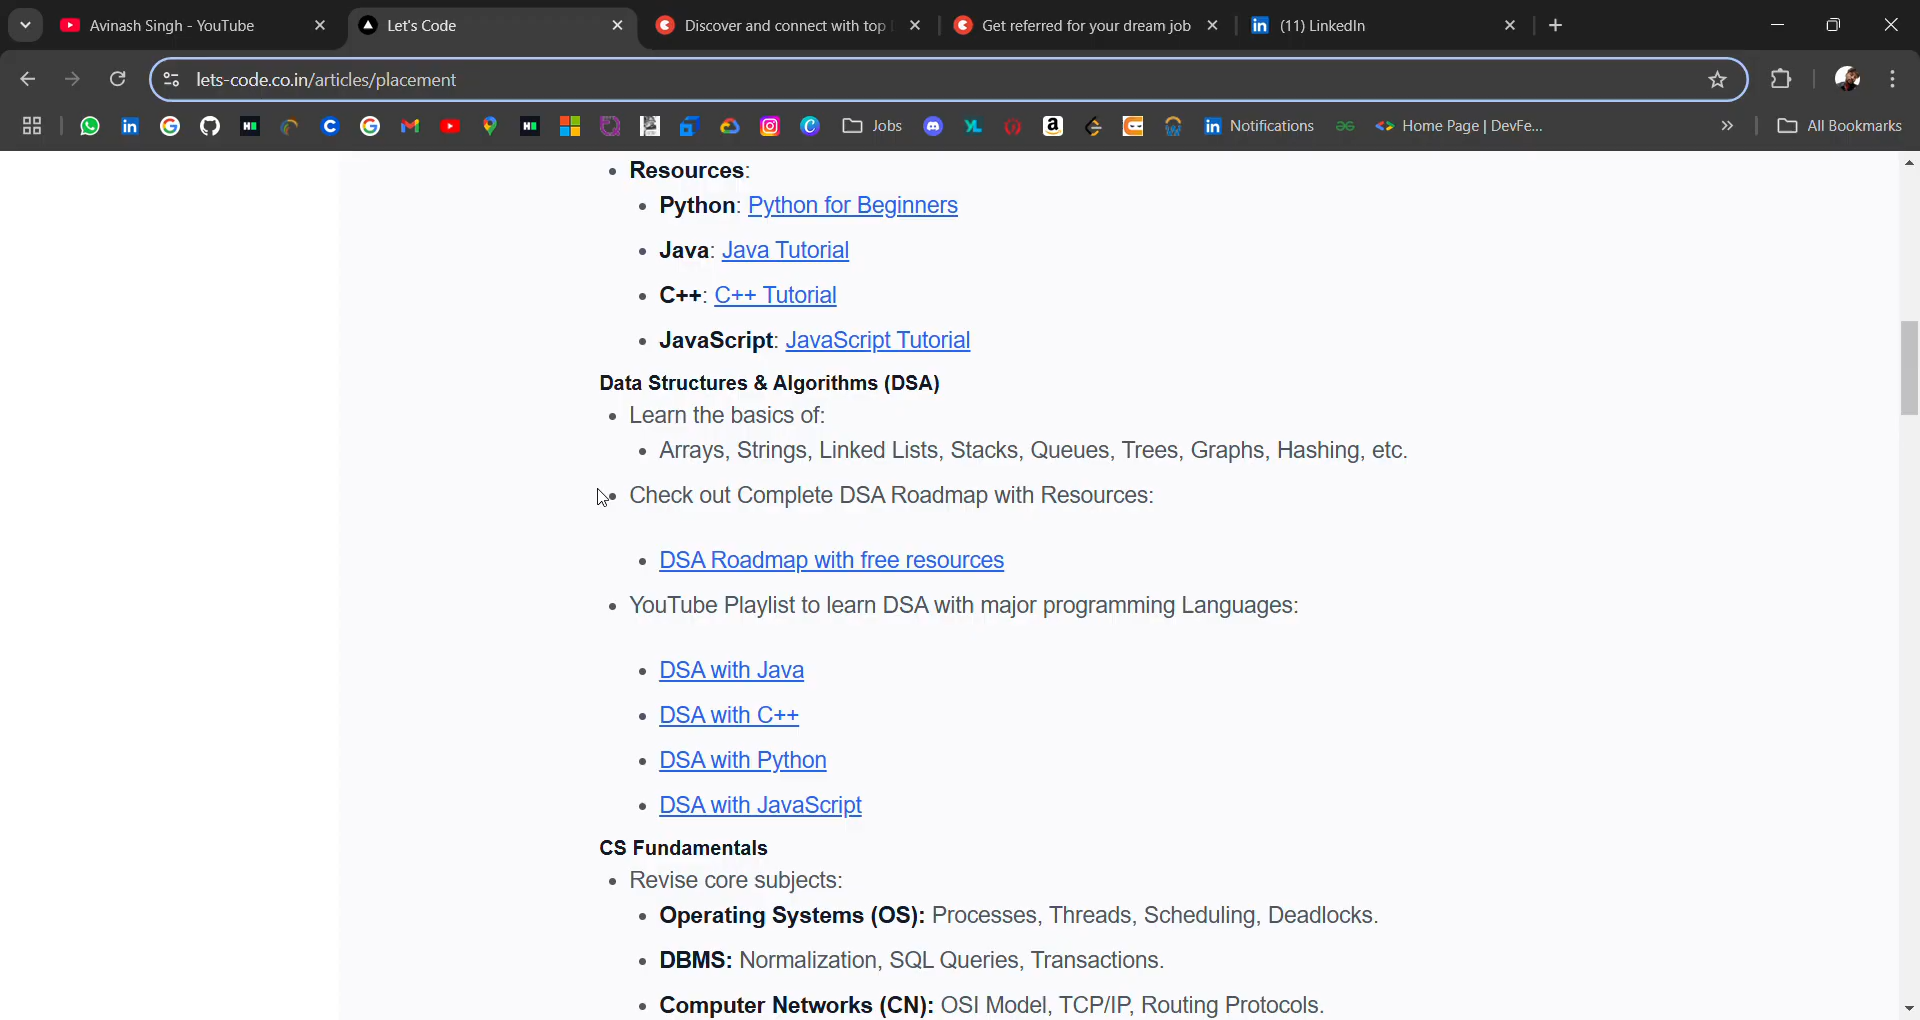 Avinash Singh - YouTube
Let's Code
Discover and connect with top
Get referred for your dream job
(11) LinkedIn
lets-code.co.in/articles/placement
Jobs
Notifications
Home Page | DevFe...
All Bookmarks
Resources:
Python: Python for Beginners
Java: Java Tutorial
C++: C++ Tutorial
JavaScript: JavaScript Tutorial
Data Structures & Algorithms (DSA)
Learn the basics of:
Arrays, Strings, Linked Lists, Stacks, Queues, Trees, Graphs, Hashing, etc.
Check out Complete DSA Roadmap with Resources:
DSA Roadmap with free resources
YouTube Playlist to learn DSA with major programming Languages:
DSA with Java
DSA with C++
DSA with Python
DSA with JavaScript
CS Fundamentals
Revise core subjects:
Operating Systems (OS): Processes, Threads, Scheduling, Deadlocks.
DBMS: Normalization, SQL Queries, Transactions.
Computer Networks (CN): OSI Model, TCP/IP, Routing Protocols.